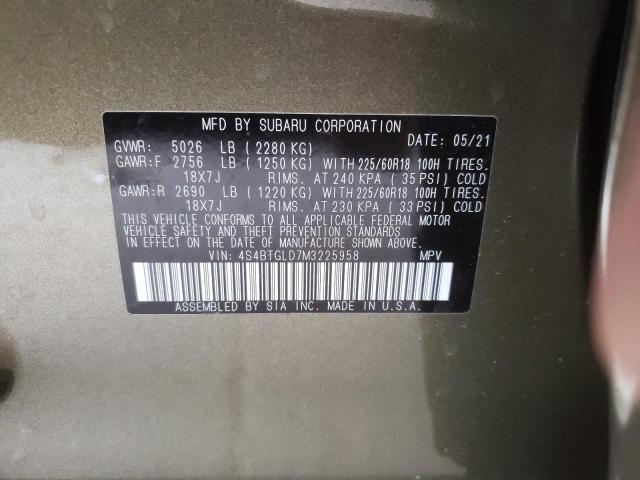 MFD BY SUBARU CORPORATION
GVWR: 5026 LB ( 2280 KG) DATE: 05/21
GAWR:F 2756 LB ( 1250 KG) WITH 225/60R18 100H TIRES.
18X7J RIMS. AT 240 KPA ( 35 PSI) COLD
GAWR:R 2690 LB ( 1220 KG) WITH 225/60R18 100H TIRES.
18X7J RIMS. AT 230 KPA ( 33 PSI) COLD
THIS VEHICLE CONFORMS TO ALL APPLICABLE FEDERAL MOTOR
VEHICLE SAFETY AND THEFT PREVENTION STANDARDS
IN EFFECT ON THE DATE OF MANUFACTURE SHOWN ABOVE.
VIN: 4S4BTGLD7M3225958 MPV
ASSEMBLED BY SIA INC. MADE IN U.S.A.